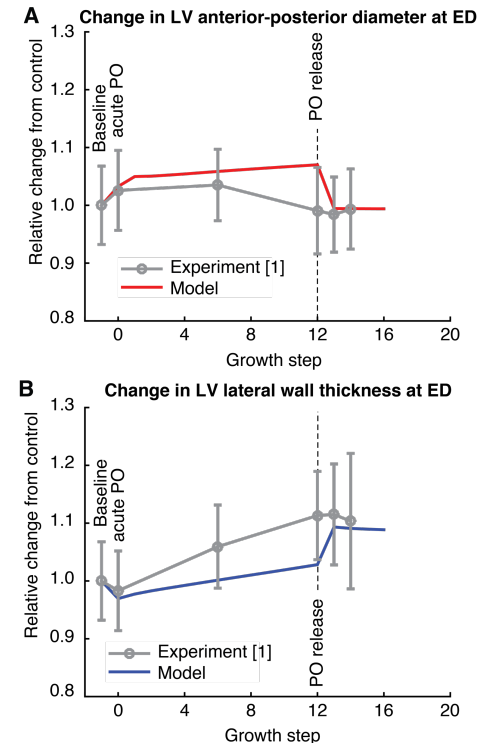 A Change in LV anterior-posterior diameter at ED
Relative change from control
1.3
1.2
1.1
1.0
0.9
0.8
Baseline
acute PO
PO release
Experiment [1]
Model
0 4 8 12 16 20
Growth step
B Change in LV lateral wall thickness at ED
Relative change from control
1.3
1.2
1.1
1.0
0.9
0.8
Baseline
acute PO
PO release
Experiment [1]
Model
0 4 8 12 16 20
Growth step